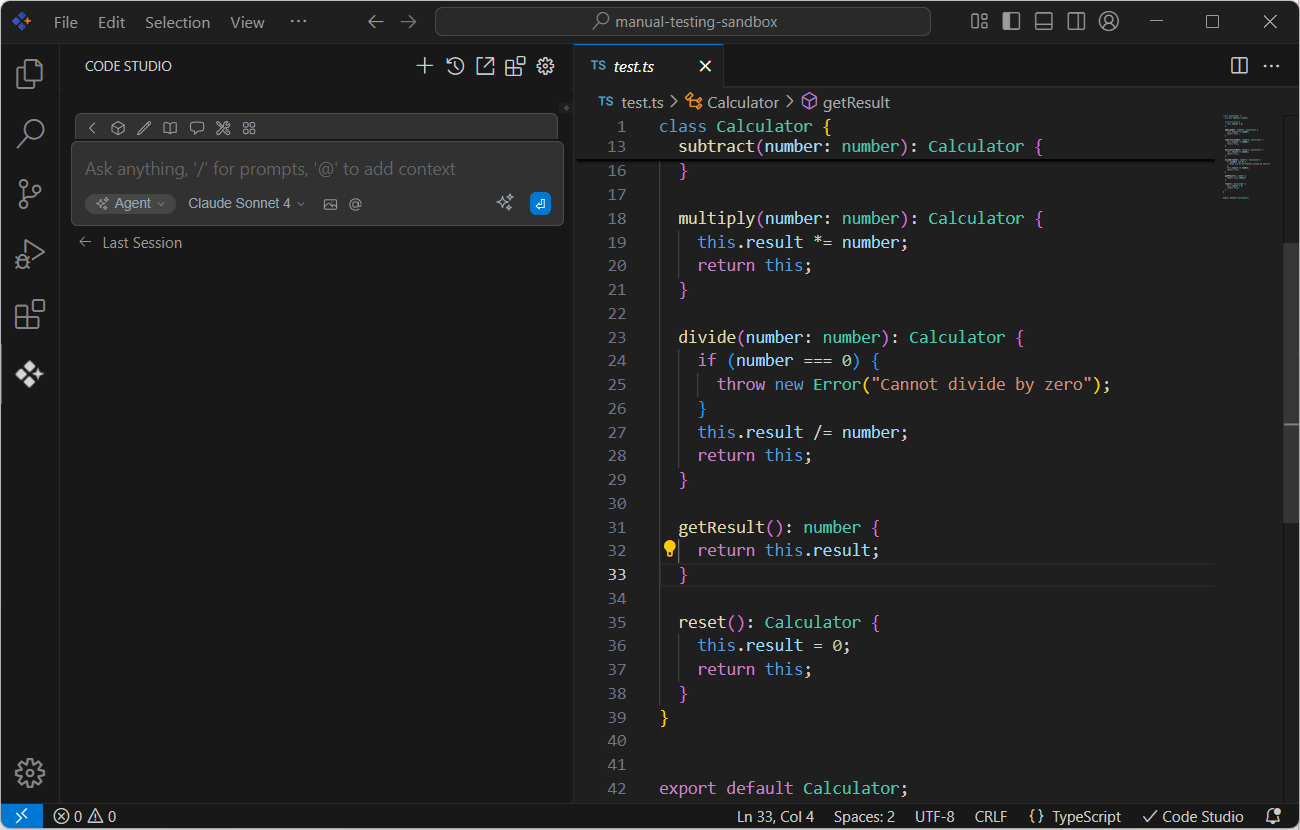 File Edit Selection View ··· manual-testing-sandbox
CODE STUDIO
Ask anything, '/' for prompts, '@' to add context
Agent Claude Sonnet 4 @
Last Session
TS test.ts
TS test.ts > Calculator > getResult
1 class Calculator {
13 subtract(number: number): Calculator {
16 }
17
18 multiply(number: number): Calculator {
19 this.result *= number;
20 return this;
21 }
22
23 divide(number: number): Calculator {
24 if (number === 0) {
25 throw new Error("Cannot divide by zero");
26 }
27 this.result /= number;
28 return this;
29 }
30
31 getResult(): number {
32 return this.result;
33 }
34
35 reset(): Calculator {
36 this.result = 0;
37 return this;
38 }
39 }
40
41
42 export default Calculator;
0 0 Ln 33, Col 4 Spaces: 2 UTF-8 CRLF {} TypeScript Code Studio